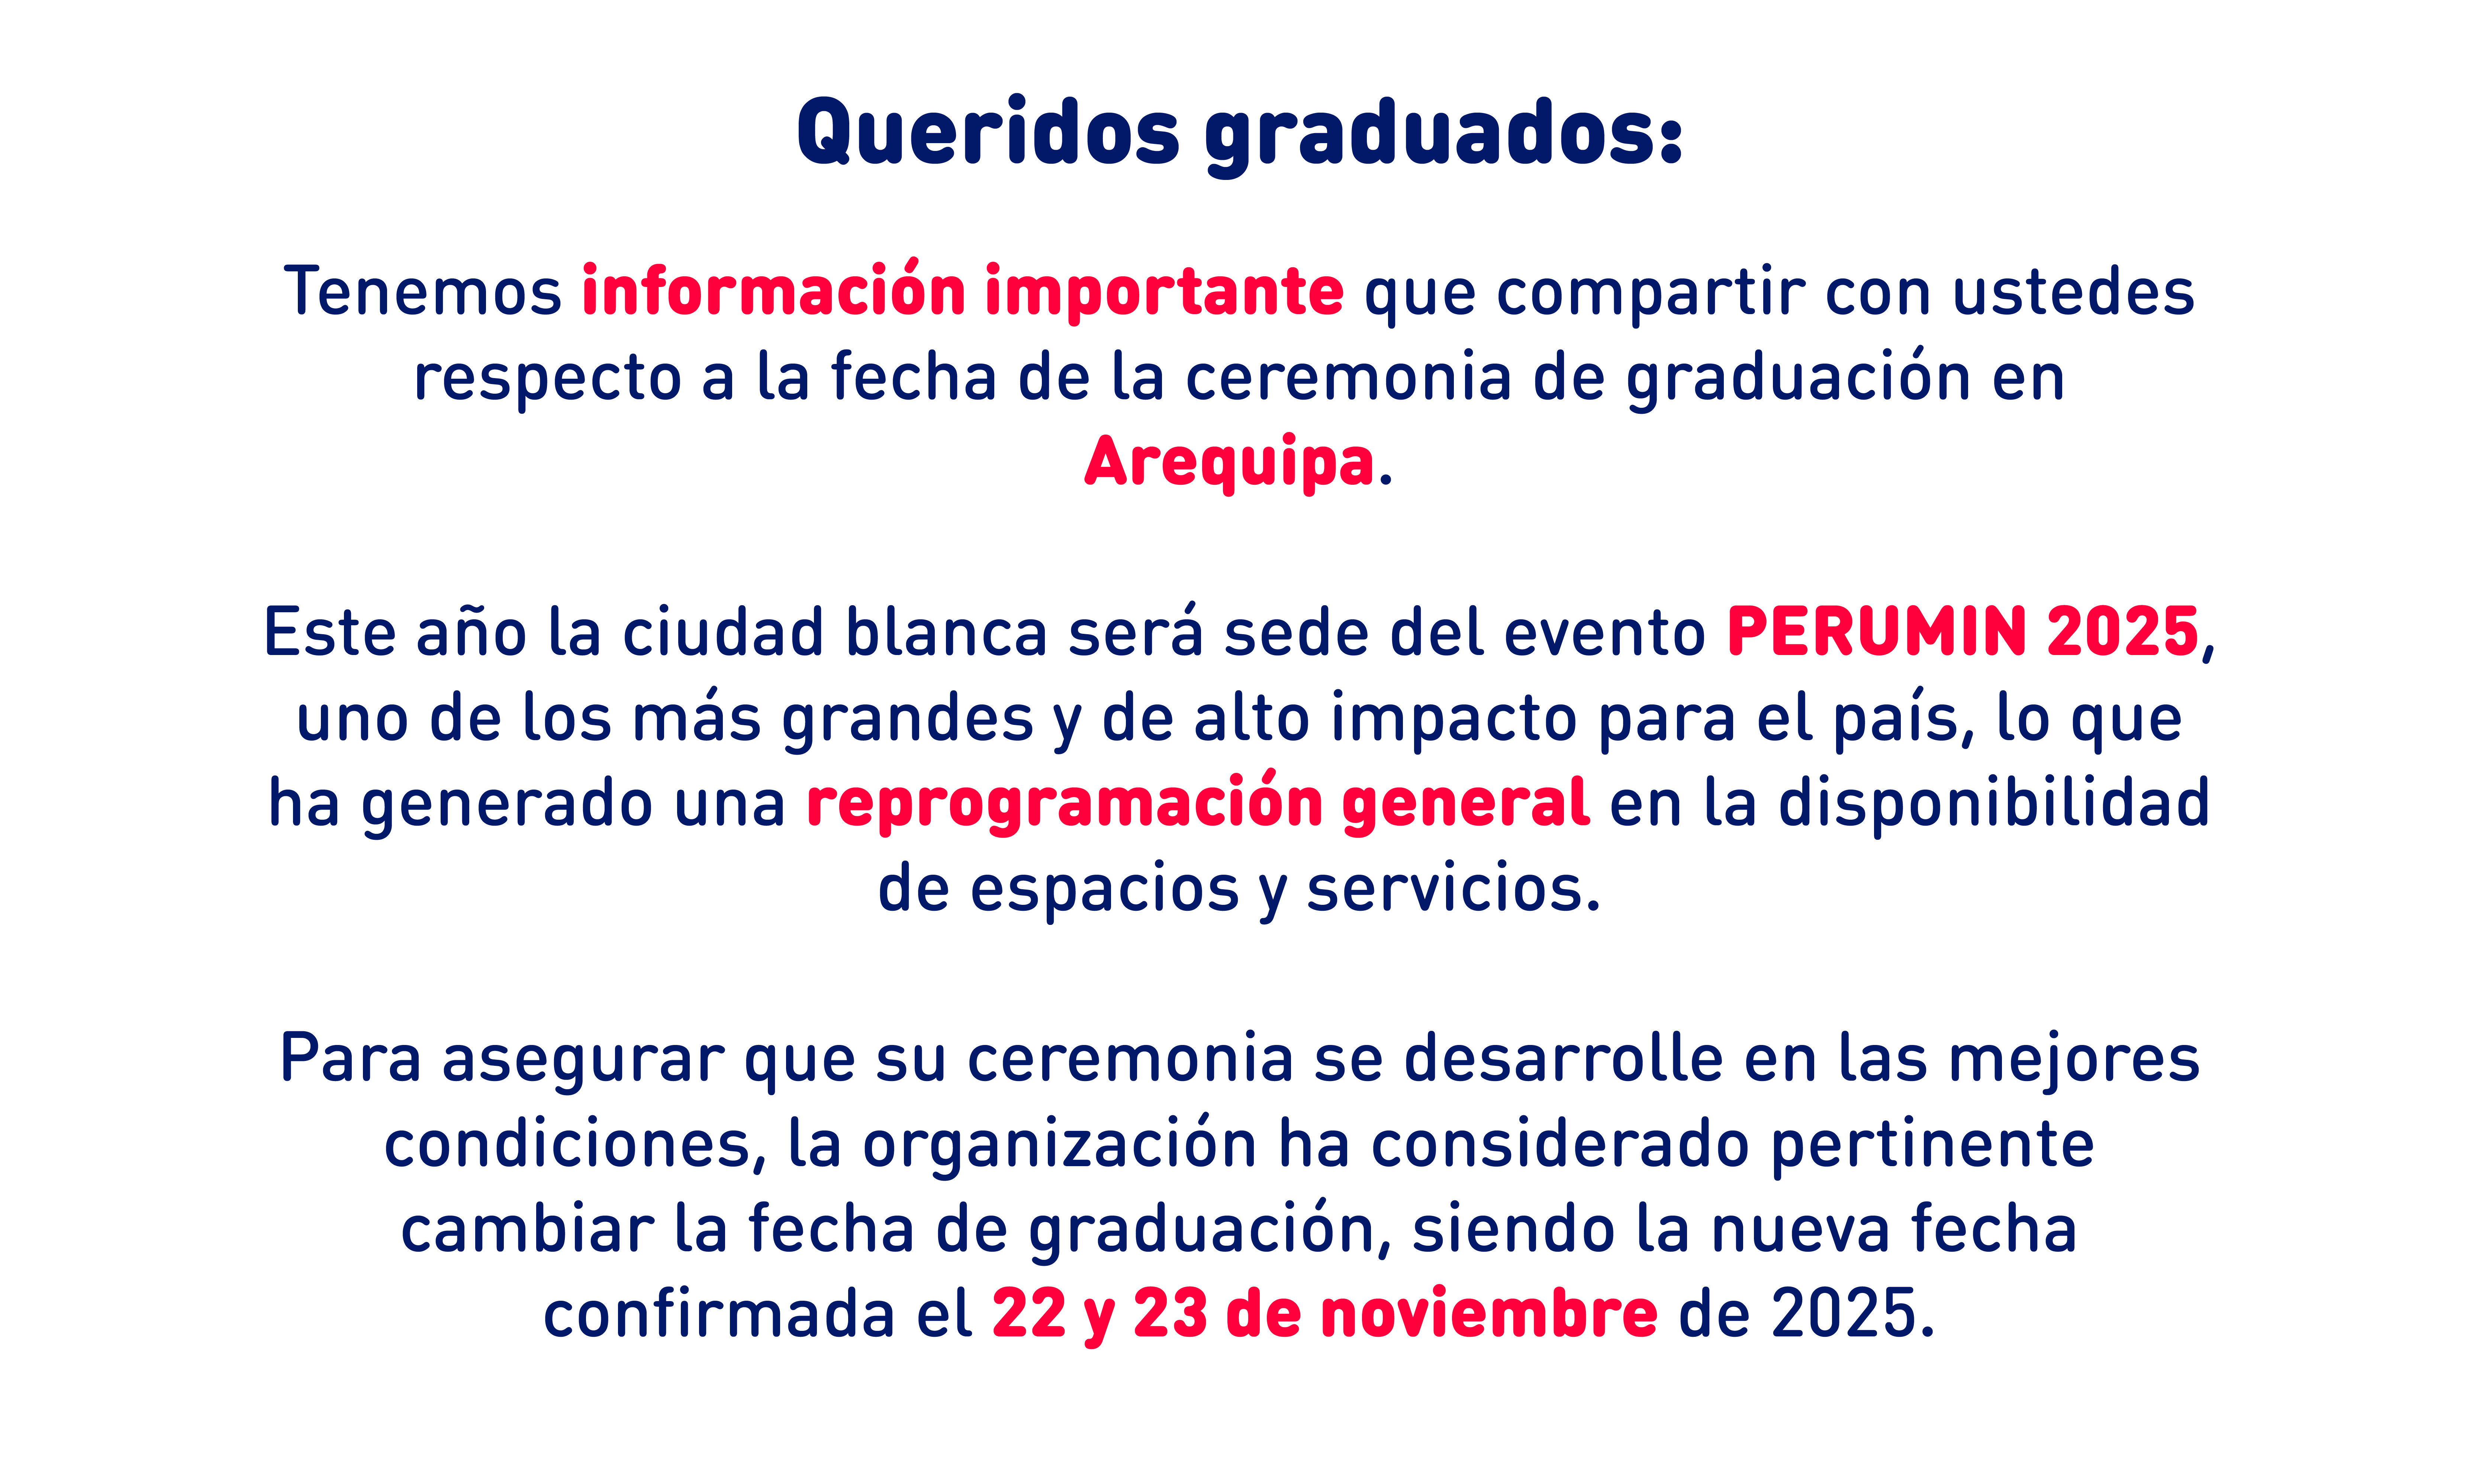 Queridos graduados:
Tenemos información importante que compartir con ustedes
respecto a la fecha de la ceremonia de graduación en
Arequipa.
Este año la ciudad blanca será sede del evento PERUMIN 2025,
uno de los más grandes y de alto impacto para el país, lo que
ha generado una reprogramación general en la disponibilidad
de espacios y servicios.
Para asegurar que su ceremonia se desarrolle en las mejores
condiciones, la organización ha considerado pertinente
cambiar la fecha de graduación, siendo la nueva fecha
confirmada el 22 y 23 de noviembre de 2025.